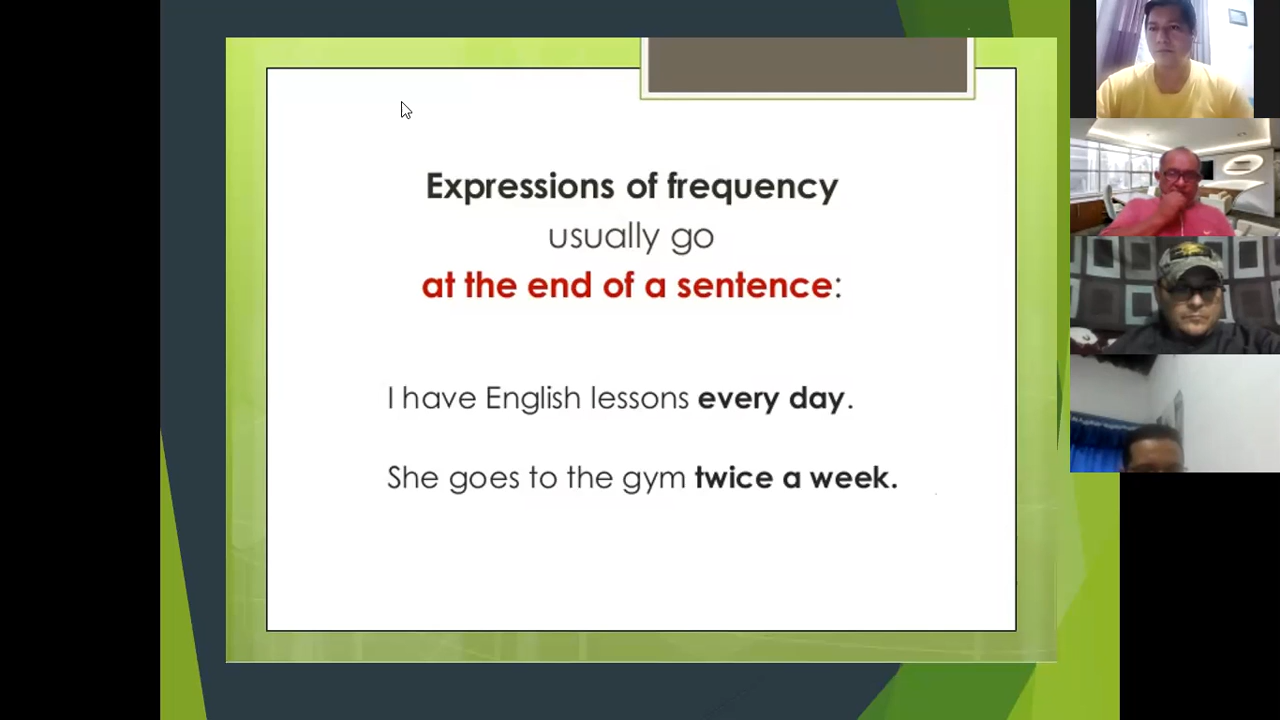 Expressions of frequency
usually go
at the end of a sentence:
I have English lessons every day.
She goes to the gym twice a week.